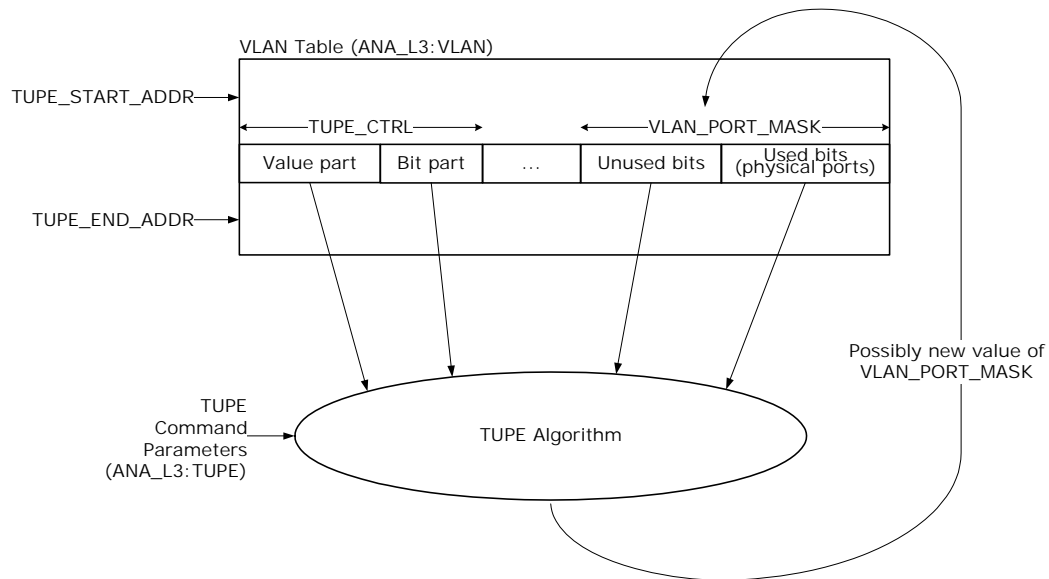 VLAN Table (ANA_L3:VLAN)
TUPE_START_ADDR
TUPE_CTRL
VLAN_PORT_MASK
Value part
Bit part
...
Unused bits
Used bits
(physical ports)
TUPE_END_ADDR
Possibly new value of
VLAN_PORT_MASK
TUPE
Command
Parameters
(ANA_L3:TUPE)
TUPE Algorithm